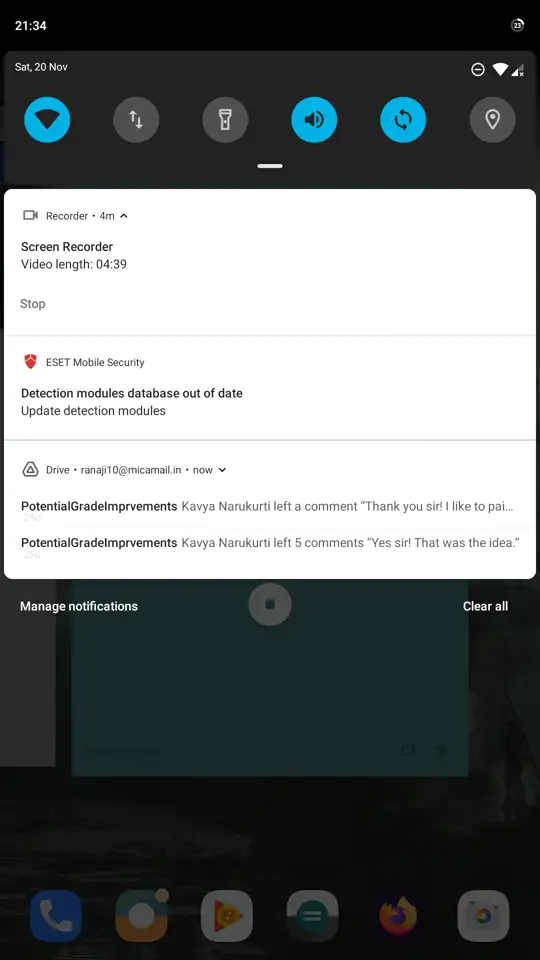 21:34
23
Sat, 20 Nov
Recorder • 4m
Screen Recorder
Video length: 04:39
Stop
ESET Mobile Security
Detection modules database out of date
Update detection modules
Drive • ranaji10@micamail.in • now
PotentialGradeImprvements Kavya Narukurti left a comment “Thank you sir! I like to pai…
PotentialGradeImprvements Kavya Narukurti left 5 comments “Yes sir! That was the idea.”
Manage notifications
Clear all